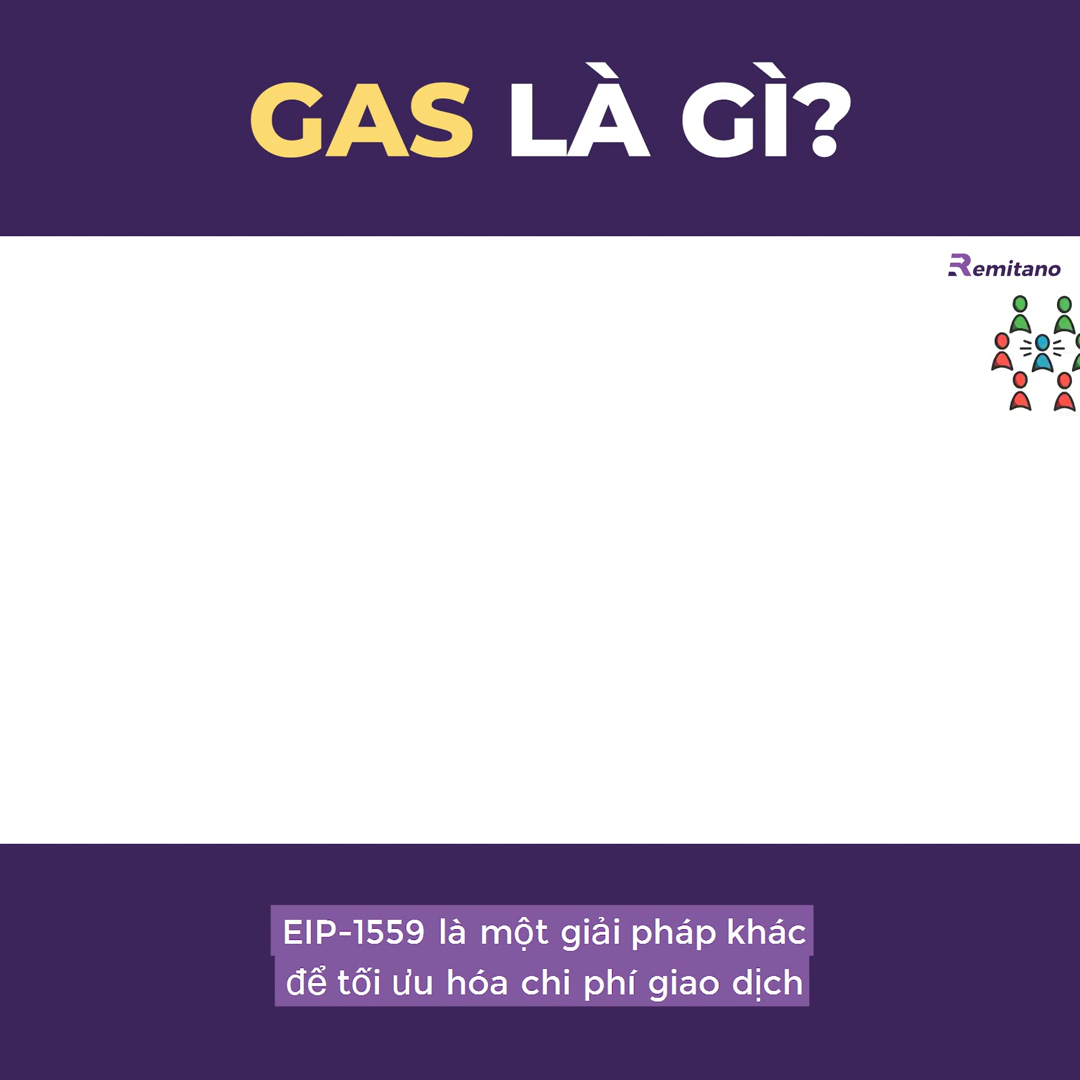 GAS LÀ GÌ?
Remitano
EIP-1559 là một giải pháp khác
để tối ưu hóa chi phí giao dịch